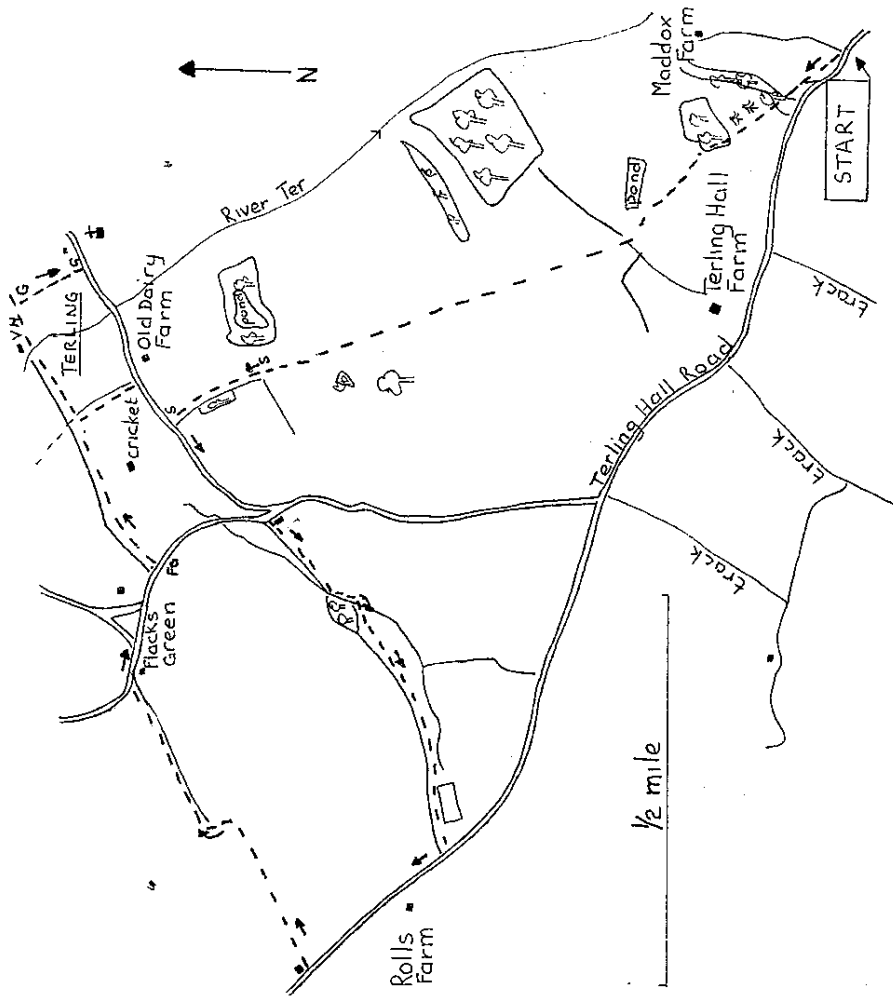 N
Maddox
Farm
START
River Ter
Pond
Terling Hall
Farm
track
TERLING
VH
G
G
Old Dairy
Farm
Pond
S
S
cricket
Terling Hall Road
track
track
Flacks
Green
½ mile
Rolls
Farm